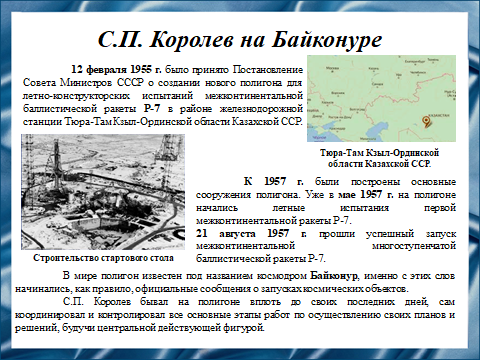 С.П. Королев на Байконуре
12 февраля 1955 г. было принято Постановление
Совета Министров СССР о создании нового полигона для
летно-конструкторских испытаний межконтинентальной
баллистической ракеты Р-7 в районе железнодорожной
станции Тюра-Там Кзыл-Ординской области Казахской ССР.
КАЗАХСТАН
Тюра-Там Кзыл-Ординской
области Казахской ССР.
К 1957 г. были построены основные
сооружения полигона. Уже в мае 1957 г. на полигоне
начались летные испытания первой
межконтинентальной ракеты Р-7.
21 августа 1957 г. прошли успешный запуск
межконтинентальной многоступенчатой
баллистической ракеты Р-7.
Строительство стартового стола
В мире полигон известен под названием космодром Байконур, именно с этих слов
начинались, как правило, официальные сообщения о запусках космических объектов.
С.П. Королев бывал на полигоне вплоть до своих последних дней, сам
координировал и контролировал все основные этапы работ по осуществлению своих планов и
решений, будучи центральной действующей фигурой.